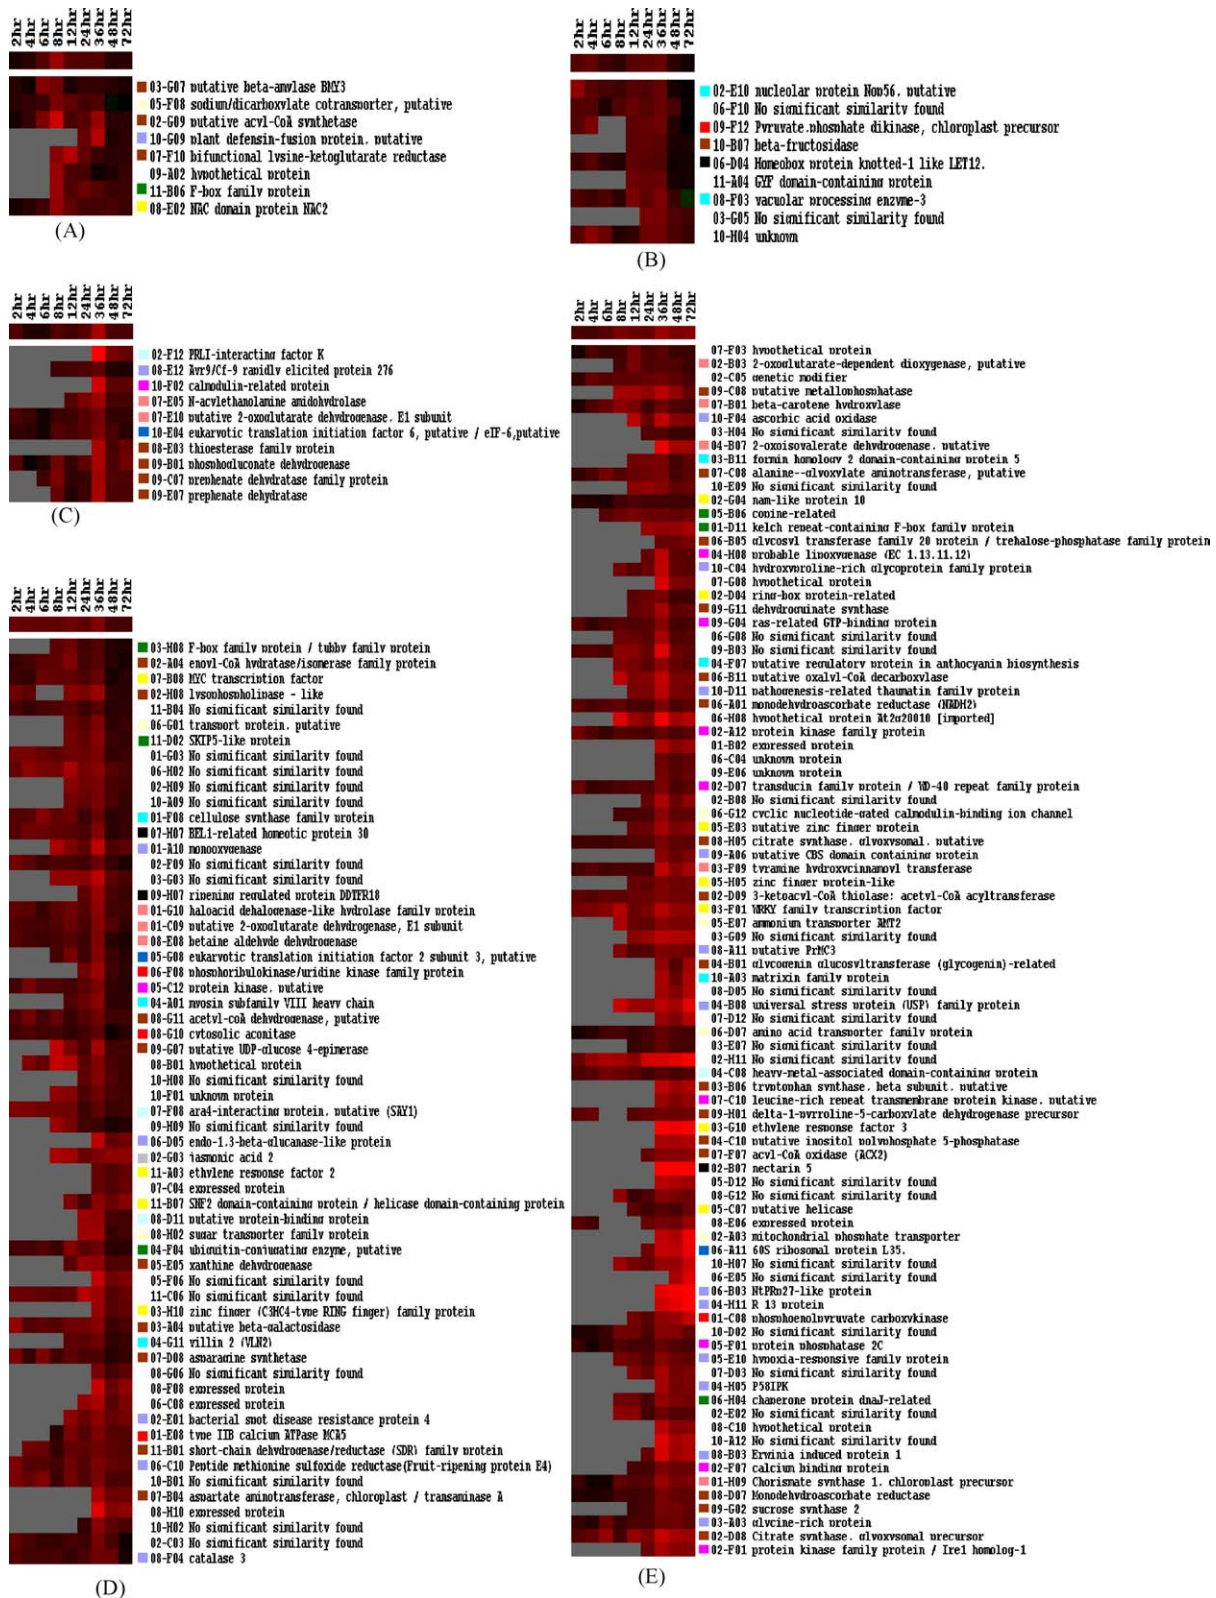 2hr 4hr 6hr 8hr 12hr 24hr 36hr 48hr 72hr
03-G07 putative beta-amylase BMY3
05-F08 sodium/dicarboxylate cotransporter, putative
02-G09 putative acyl-CoA synthetase
10-G09 plant defensin-fusion protein, putative
07-F10 bifunctional lysine-ketoglutarate reductase
09-A02 hypothetical protein
11-B06 F-box family protein
08-E02 NAC domain protein NAC2
(A)
2hr 4hr 6hr 8hr 12hr 24hr 36hr 48hr 72hr
02-E10 nucleolar protein Nop56, putative
06-F10 No significant similarity found
09-F12 Pyruvate,phosphate dikinase, chloroplast precursor
10-B07 beta-fructosidase
06-D04 Homeobox protein knotted-1 like LET12.
11-A04 GYF domain-containing protein
08-F03 vacuolar processing enzyme-3
03-G05 No significant similarity found
10-H04 unknown
(B)
2hr 4hr 6hr 8hr 12hr 24hr 36hr 48hr 72hr
02-F12 PRLI-interacting factor K
08-E12 Avr9/Cf-9 rapidly elicited protein 276
10-F02 calmodulin-related protein
07-E05 N-acylethanolamine amidohydrolase
07-E10 putative 2-oxoglutarate dehydrogenase, E1 subunit
10-E04 eukaryotic translation initiation factor 6, putative / eIF-6,putative
08-E03 thioesterase family protein
09-B01 phosphogluconate dehydrogenase
09-C07 prephenate dehydratase family protein
09-E07 prephenate dehydratase
(C)
2hr 4hr 6hr 8hr 12hr 24hr 36hr 48hr 72hr
03-H08 F-box family protein / tubby family protein
02-A04 enoyl-CoA hydratase/isomerase family protein
07-B08 MYC transcription factor
02-H08 lysophospholipase - like
11-B04 No significant similarity found
06-G01 transport protein, putative
11-D02 SKIP5-like protein
01-G03 No significant similarity found
06-H02 No significant similarity found
02-H09 No significant similarity found
10-A09 No significant similarity found
01-F08 cellulose synthase family protein
07-H07 BEL1-related homeotic protein 30
01-A10 monooxygenase
02-F09 No significant similarity found
03-G03 No significant similarity found
09-H07 ripening regulated protein DDTFR18
01-G10 haloacid dehalogenase-like hydrolase family protein
01-C09 putative 2-oxoglutarate dehydrogenase, E1 subunit
08-E08 betaine aldehyde dehydrogenase
05-G08 eukaryotic translation initiation factor 2 subunit 3, putative
06-F08 phosphoribulokinase/uridine kinase family protein
05-C12 protein kinase, putative
04-A01 myosin subfamily VIII heavy chain
08-G11 acetyl-coA dehydrogenase, putative
08-G10 cytosolic aconitase
09-G07 putative UDP-glucose 4-epimerase
08-B01 hypothetical protein
10-H08 No significant similarity found
10-F01 unknown protein
07-F08 ara4-interacting protein, putative (SAY1)
09-H09 No significant similarity found
06-D05 endo-1,3-beta-glucanase-like protein
02-G03 jasmonic acid 2
11-A03 ethylene response factor 2
07-C04 expressed protein
11-D07 SNF2 domain-containing protein / helicase domain-containing protein
08-D11 putative protein-binding protein
08-H02 sugar transporter family protein
04-F04 ubiquitin-conjugating enzyme, putative
05-E05 xanthine dehydrogenase
05-F06 No significant similarity found
11-C06 No significant similarity found
03-H10 zinc finger (C3HC4-type RING finger) family protein
03-A04 putative beta-galactosidase
04-G11 villin 2 (VLN2)
07-D08 asparagine synthetase
08-G06 No significant similarity found
08-F08 expressed protein
06-C08 expressed protein
02-E01 bacterial spot disease resistance protein 4
01-E08 type IIB calcium ATPase MCA5
11-B01 short-chain dehydrogenase/reductase (SDR) family protein
06-C10 Peptide methionine sulfoxide reductase(Fruit-ripening protein E4)
10-B01 No significant similarity found
07-B04 aspartate aminotransferase, chloroplast / transaminase A
08-H10 expressed protein
10-H02 No significant similarity found
02-C03 No significant similarity found
08-F04 catalase 3
(D)
2hr 4hr 6hr 8hr 12hr 24hr 36hr 48hr 72hr
07-F03 hypothetical protein
02-B03 2-oxoglutarate-dependent dioxygenase, putative
02-C05 genetic modifier
09-C08 putative metallophosphatase
07-B01 beta-carotene hydroxylase
10-F04 ascorbic acid oxidase
03-H04 No significant similarity found
04-B07 2-oxoisovalerate dehydrogenase, putative
03-B11 formin homology 2 domain-containing protein 5
07-C08 alanine--glyoxylate aminotransferase, putative
10-E09 No significant similarity found
02-G04 nam-like protein 10
05-B06 copine-related
01-D11 kelch repeat-containing F-box family protein
06-B05 glycosyl transferase family 20 protein / trehalose-phosphatase family protein
04-H08 probable lipoxygenase (EC 1.13.11.12)
10-C04 hydroxyproline-rich glycoprotein family protein
07-G08 hypothetical protein
02-D04 ring-box protein-related
09-G11 dehydroquinate synthase
09-G04 ras-related GTP-binding protein
06-G08 No significant similarity found
09-B03 No significant similarity found
04-F07 putative regulatory protein in anthocyanin biosynthesis
06-B11 putative oxalyl-CoA decarboxylase
10-D11 pathogenesis-related thaumatin family protein
06-A01 monodehydroascorbate reductase (NADH2)
06-H08 hypothetical protein At2g20010 [imported]
02-A12 protein kinase family protein
01-B02 expressed protein
06-C04 unknown protein
09-E06 unknown protein
02-D07 transducin family protein / WD-40 repeat family protein
02-B08 No significant similarity found
06-G12 cyclic nucleotide-gated calmodulin-binding ion channel
05-E03 putative zinc finger protein
08-H05 citrate synthase, glyoxysomal, putative
09-A06 putative CBS domain containing protein
03-F09 tyramine hydroxycinnamoyl transferase
05-H05 zinc finger protein-like
02-D09 3-ketoacyl-CoA thiolase; acetyl-CoA acyltransferase
03-F01 WRKY family transcription factor
05-E07 ammonium transporter AMT2
03-G09 No significant similarity found
08-A11 putative PrMC3
04-B01 glycogenin glucosyltransferase (glycogenin)-related
10-A03 matrixin family protein
08-D05 No significant similarity found
04-B08 universal stress protein (USP) family protein
07-D12 No significant similarity found
06-D07 amino acid transporter family protein
03-E07 No significant similarity found
02-H11 No significant similarity found
04-C08 heavy-metal-associated domain-containing protein
03-B06 tryptophan synthase, beta subunit, putative
07-C10 leucine-rich repeat transmembrane protein kinase, putative
09-H01 delta-1-pyrroline-5-carboxylate dehydrogenase precursor
03-G10 ethylene response factor 3
04-C10 putative inositol polyphosphate 5-phosphatase
07-F07 acyl-CoA oxidase (ACX2)
02-B07 nectarin 5
05-D12 No significant similarity found
08-G12 No significant similarity found
05-C07 putative helicase
08-E06 expressed protein
02-A03 mitochondrial phosphate transporter
06-A11 60S ribosomal protein L35.
10-H07 No significant similarity found
06-E05 No significant similarity found
06-B03 NtPRp27-like protein
04-H11 R 13 protein
01-C08 phosphoenolpyruvate carboxykinase
10-D02 No significant similarity found
05-F01 protein phosphatase 2C
05-E10 hypoxia-responsive family protein
07-D03 No significant similarity found
04-H05 P58IPK
06-H04 chaperone protein dnaJ-related
02-E02 No significant similarity found
08-C10 hypothetical protein
10-A12 No significant similarity found
08-B03 Erwinia induced protein 1
02-F07 calcium binding protein
01-H09 Chorismate synthase 1, chloroplast precursor
08-D07 Monodehydroascorbate reductase
09-G02 sucrose synthase 2
03-A03 glycine-rich protein
02-D08 Citrate synthase, glyoxysomal precursor
02-F01 protein kinase family protein / Ire1 homolog-1
(E)